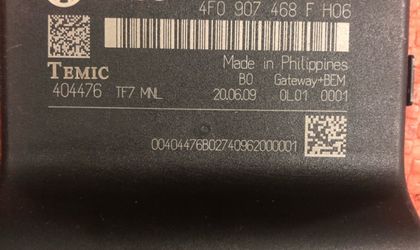 4F0 907 468 F H06
Made in Philippines
TEMIC
B0 Gateway+BEM
404476 TF7 MNL 20.06.09 0L01 0001
00404476B02740962000001